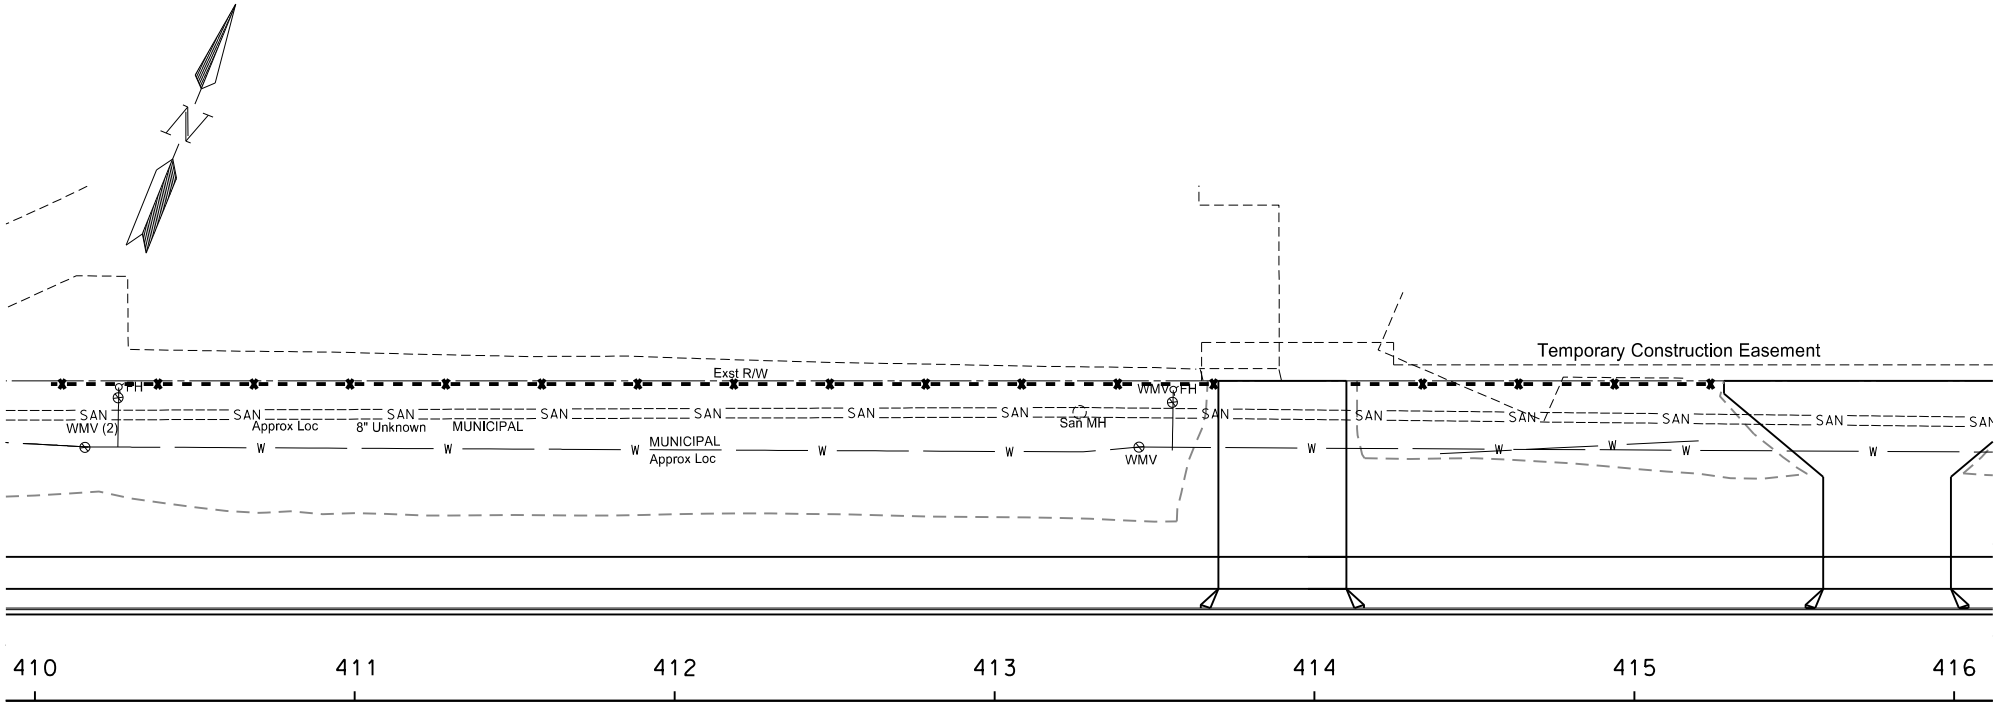 N
Temporary Construction Easement
Exst R/W
FH
WMV FH
SAN SAN SAN SAN SAN SAN SAN SAN SAN SAN SAN SAN SAN
WMV (2)
Approx Loc
8" Unknown
MUNICIPAL
San MH
W W W W W W W W W W
MUNICIPAL
Approx Loc
WMV
410 411 412 413 414 415 416